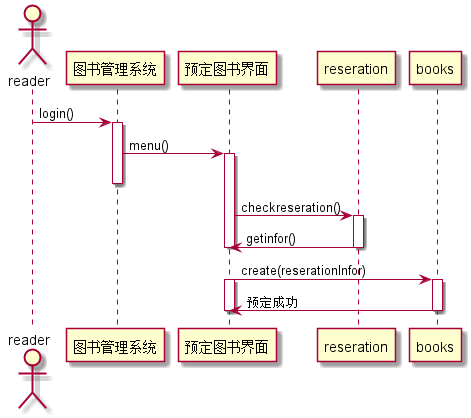 reader
图书管理系统
预定图书界面
reseration
books
login()
menu()
checkreseration()
getinfor()
create(reserationInfor)
预定成功
reader
图书管理系统
预定图书界面
reseration
books